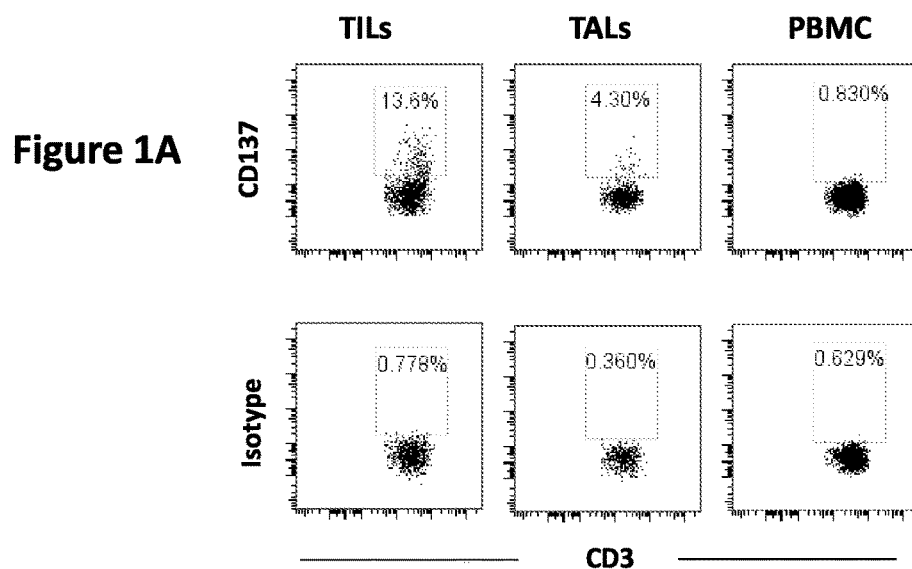 TILs TALs PBMC
Figure 1A
CD137
13.6% 4.30% 0.830%
Isotype
0.778% 0.360% 0.629%
CD3